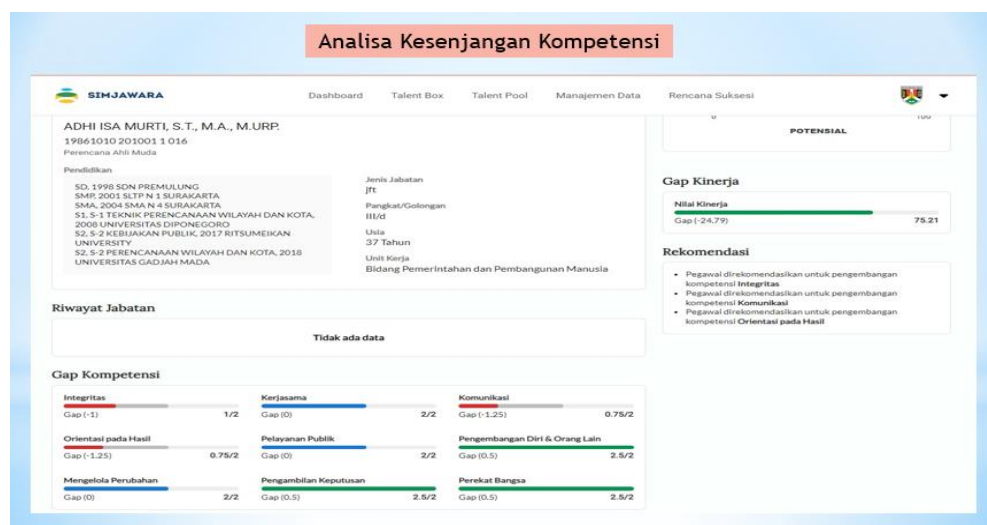 Analisa Kesenjangan Kompetensi
SIMJAWARA
Dashboard Talent Box Talent Pool Manajemen Data Rencana Suksesi
ADHI ISA MURTI, S.T., M.A., M.URP.
19861010 201001 1 016
Perencana Ahli Muda
Pendidikan
SD, 1998 SDN PREMULUNG
SMP, 2001 SLTP N 1 SURAKARTA
SMA, 2004 SMA N 4 SURAKARTA
S1, S-1 TEKNIK PERENCANAAN WILAYAH DAN KOTA,
2008 UNIVERSITAS DIPONEGORO
S2, S-2 KEBIJAKAN PUBLIK, 2017 RITSUMEIKAN
UNIVERSITY
S2, S-2 PERENCANAAN WILAYAH DAN KOTA, 2018
UNIVERSITAS GADJAH MADA
Jenis Jabatan
jft
Pangkat/Golongan
III/d
Usia
37 Tahun
Unit Kerja
Bidang Pemerintahan dan Pembangunan Manusia
Riwayat Jabatan
Tidak ada data
Gap Kompetensi
Integritas
Gap (-1) 1/2
Kerjasama
Gap (0) 2/2
Komunikasi
Gap (-1.25) 0.75/2
Orientasi pada Hasil
Gap (-1.25) 0.75/2
Pelayanan Publik
Gap (0) 2/2
Pengembangan Diri & Orang Lain
Gap (0.5) 2.5/2
Mengelola Perubahan
Gap (0) 2/2
Pengambilan Keputusan
Gap (0.5) 2.5/2
Perekat Bangsa
Gap (0.5) 2.5/2
POTENSIAL
Gap Kinerja
Nilai Kinerja
Gap (-24.79) 75.21
Rekomendasi
Pegawai direkomendasikan untuk pengembangan
kompetensi Integritas
Pegawai direkomendasikan untuk pengembangan
kompetensi Komunikasi
Pegawai direkomendasikan untuk pengembangan
kompetensi Orientasi pada Hasil